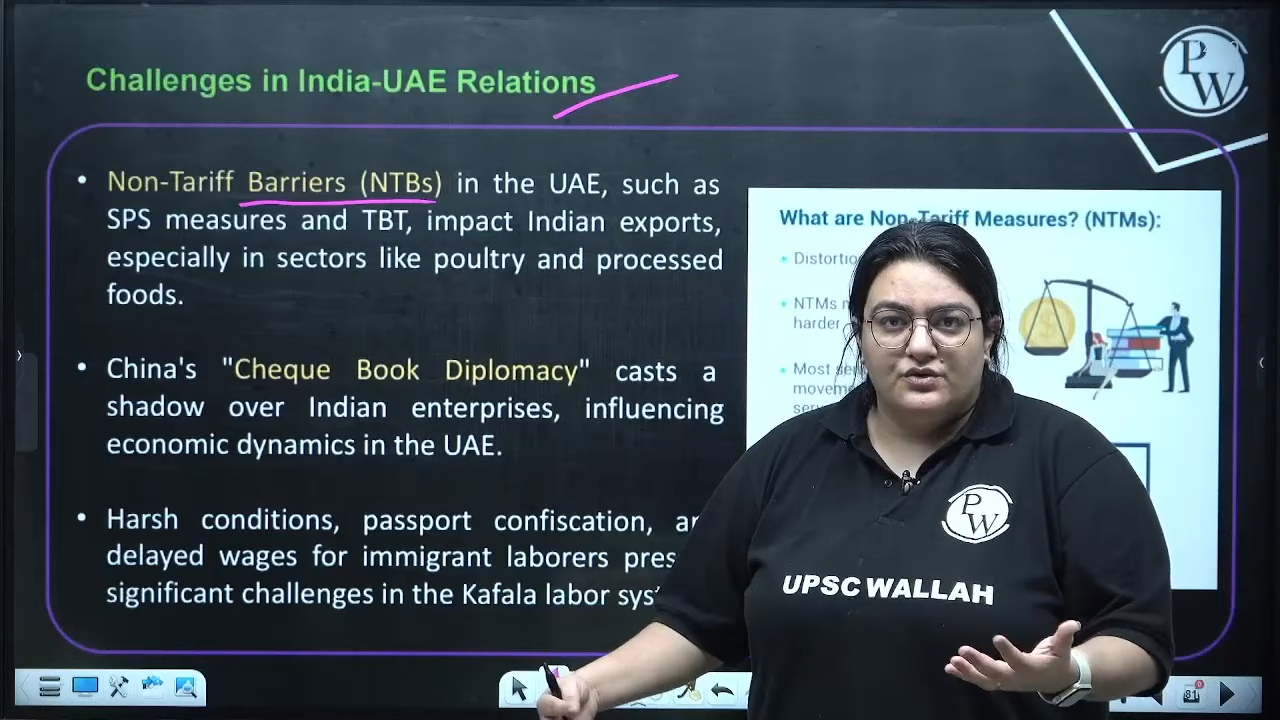 Challenges in India-UAE Relations
PW
• Non-Tariff Barriers (NTBs) in the UAE, such as
SPS measures and TBT, impact Indian exports,
especially in sectors like poultry and processed
foods.
• China's "Cheque Book Diplomacy" casts a
shadow over Indian enterprises, influencing
economic dynamics in the UAE.
• Harsh conditions, passport confiscation,
delayed wages for immigrant laborers
significant challenges in the Kafala labor
What are Non-Tariff Measures? (NTMs):
• NTMs
harder
• Most
PW
UPSC WALLAH